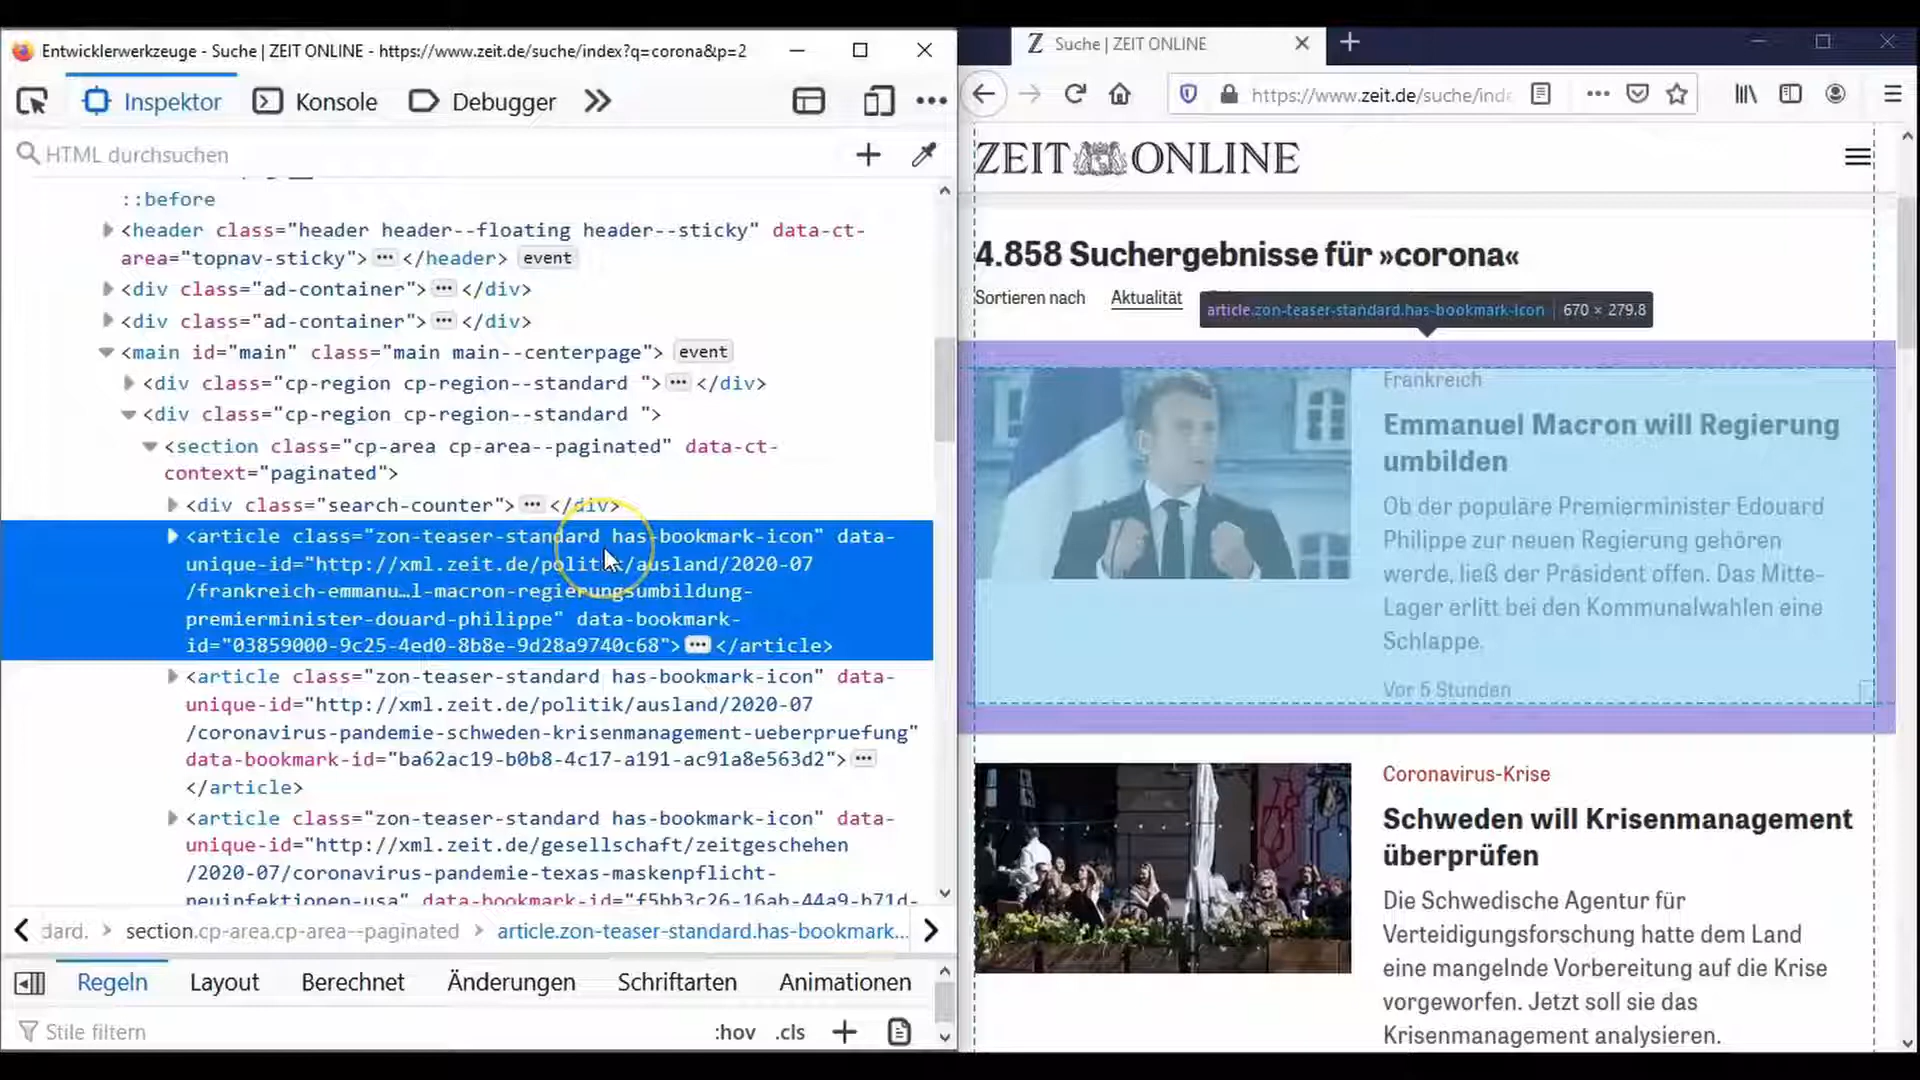 Entwicklerwerkzeuge - Suche | ZEIT ONLINE - https://www.zeit.de/suche/index?q=corona&p=2
Inspektor
Konsole
Debugger
HTML durchsuchen
::before
<header class="header header--floating header--sticky" data-ct-
area="topnav-sticky"> ••• </header> event
<div class="ad-container"> ••• </div>
<div class="ad-container"> ••• </div>
<main id="main" class="main main--centerpage"> event
<div class="cp-region cp-region--standard "> ••• </div>
<div class="cp-region cp-region--standard ">
<section class="cp-area cp-area--paginated" data-ct-
context="paginated">
<div class="search-counter"> ••• </div>
<article class="zon-teaser-standard has-bookmark-icon" data-
unique-id="http://xml.zeit.de/politik/ausland/2020-07
/frankreich-emmanu…l-macron-regierungsumbildung-
premierminister-douard-philippe" data-bookmark-
id="03859000-9c25-4ed0-8b8e-9d28a9740c68"> ••• </article>
<article class="zon-teaser-standard has-bookmark-icon" data-
unique-id="http://xml.zeit.de/politik/ausland/2020-07
/coronavirus-pandemie-schweden-krisenmanagement-ueberpruefung"
data-bookmark-id="ba62ac19-b0b8-4c17-a191-ac91a8e563d2"> •••
</article>
<article class="zon-teaser-standard has-bookmark-icon" data-
unique-id="http://xml.zeit.de/gesellschaft/zeitgeschehen
/2020-07/coronavirus-pandemie-texas-maskenpflicht-
neuinfektionen-usa" data-bookmark-id="f5bb3c26-16ab-44a9-b71d-
dard. > section.cp-area.cp-area--paginated > article.zon-teaser-standard.has-bookmark...
Regeln
Layout
Berechnet
Änderungen
Schriftarten
Animationen
Stile filtern
:hov .cls
Z Suche | ZEIT ONLINE
https://www.zeit.de/suche/inde
ZEIT ONLINE
4.858 Suchergebnisse für »corona«
Sortieren nach Aktualität
article.zon-teaser-standard.has-bookmark-icon | 670 × 279.8
Frankreich
Emmanuel Macron will Regierung
umbilden
Ob der populäre Premierminister Edouard
Philippe zur neuen Regierung gehören
werde, ließ der Präsident offen. Das Mitte-
Lager erlitt bei den Kommunalwahlen eine
Schlappe.
Vor 5 Stunden
Coronavirus-Krise
Schweden will Krisenmanagement
überprüfen
Die Schwedische Agentur für
Verteidigungsforschung hatte dem Land
eine mangelnde Vorbereitung auf die Krise
vorgeworfen. Jetzt soll sie das
Krisenmanagement analysieren.